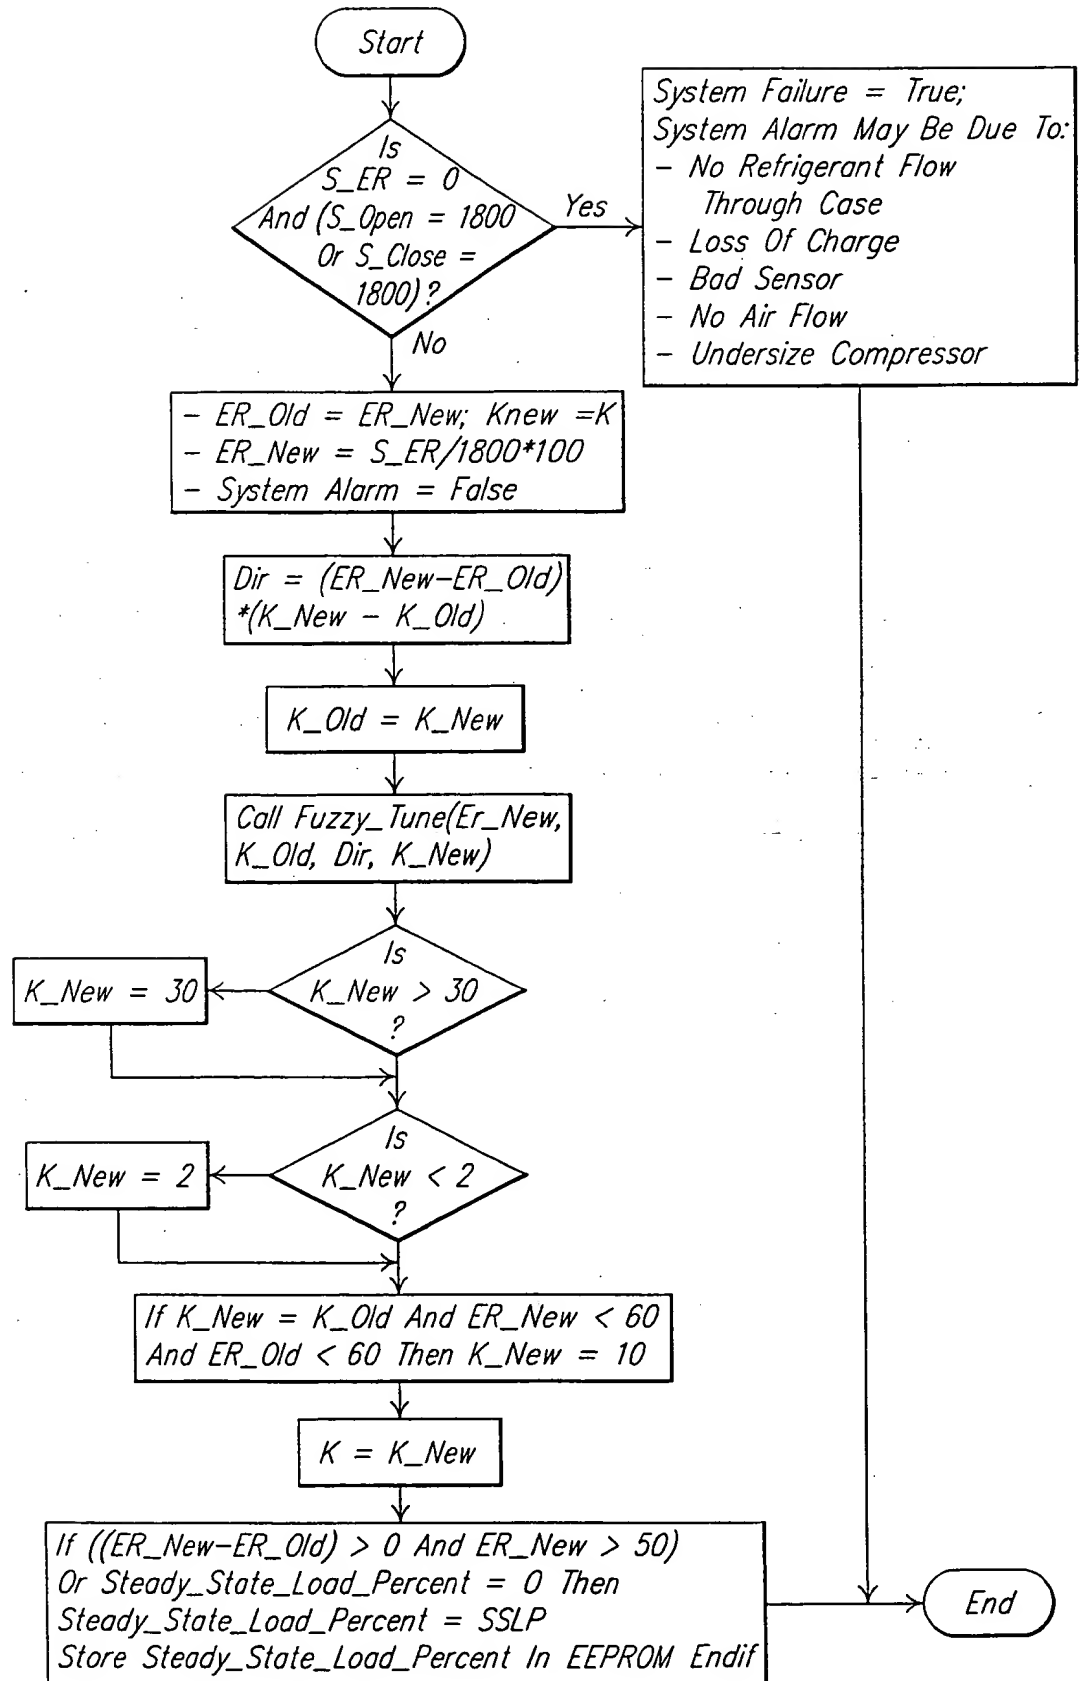 Start
Is
S_ER = 0
And (S_Open = 1800
Or S_Close =
1800)?
Yes
No
System Failure = True;
System Alarm May Be Due To:
- No Refrigerant Flow
Through Case
- Loss Of Charge
- Bad Sensor
- No Air Flow
- Undersize Compressor
- ER_Old = ER_New; Knew =K
- ER_New = S_ER/1800*100
- System Alarm = False
Dir = (ER_New-ER_Old)
*(K_New - K_Old)
K_Old = K_New
Call Fuzzy_Tune(Er_New,
K_Old, Dir, K_New)
Is
K_New > 30
?
K_New = 30
Is
K_New < 2
?
K_New = 2
If K_New = K_Old And ER_New < 60
And ER_Old < 60 Then K_New = 10
K = K_New
If ((ER_New-ER_Old) > 0 And ER_New > 50)
Or Steady_State_Load_Percent = 0 Then
Steady_State_Load_Percent = SSLP
Store Steady_State_Load_Percent In EEPROM Endif
End